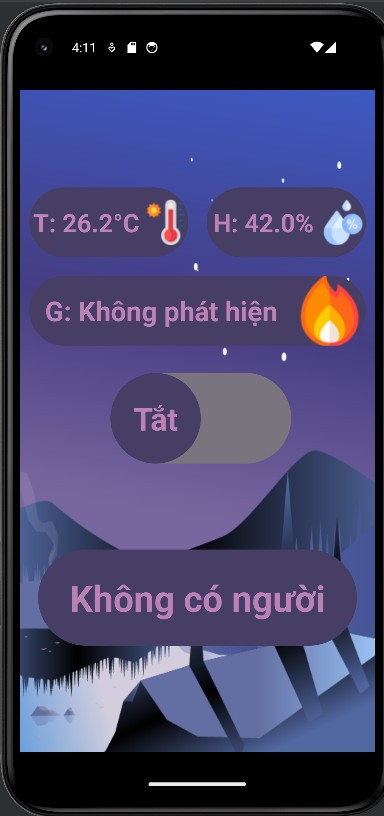 4:11
T: 26.2°C
H: 42.0%
%
G: Không phát hiện
Tắt
Không có người